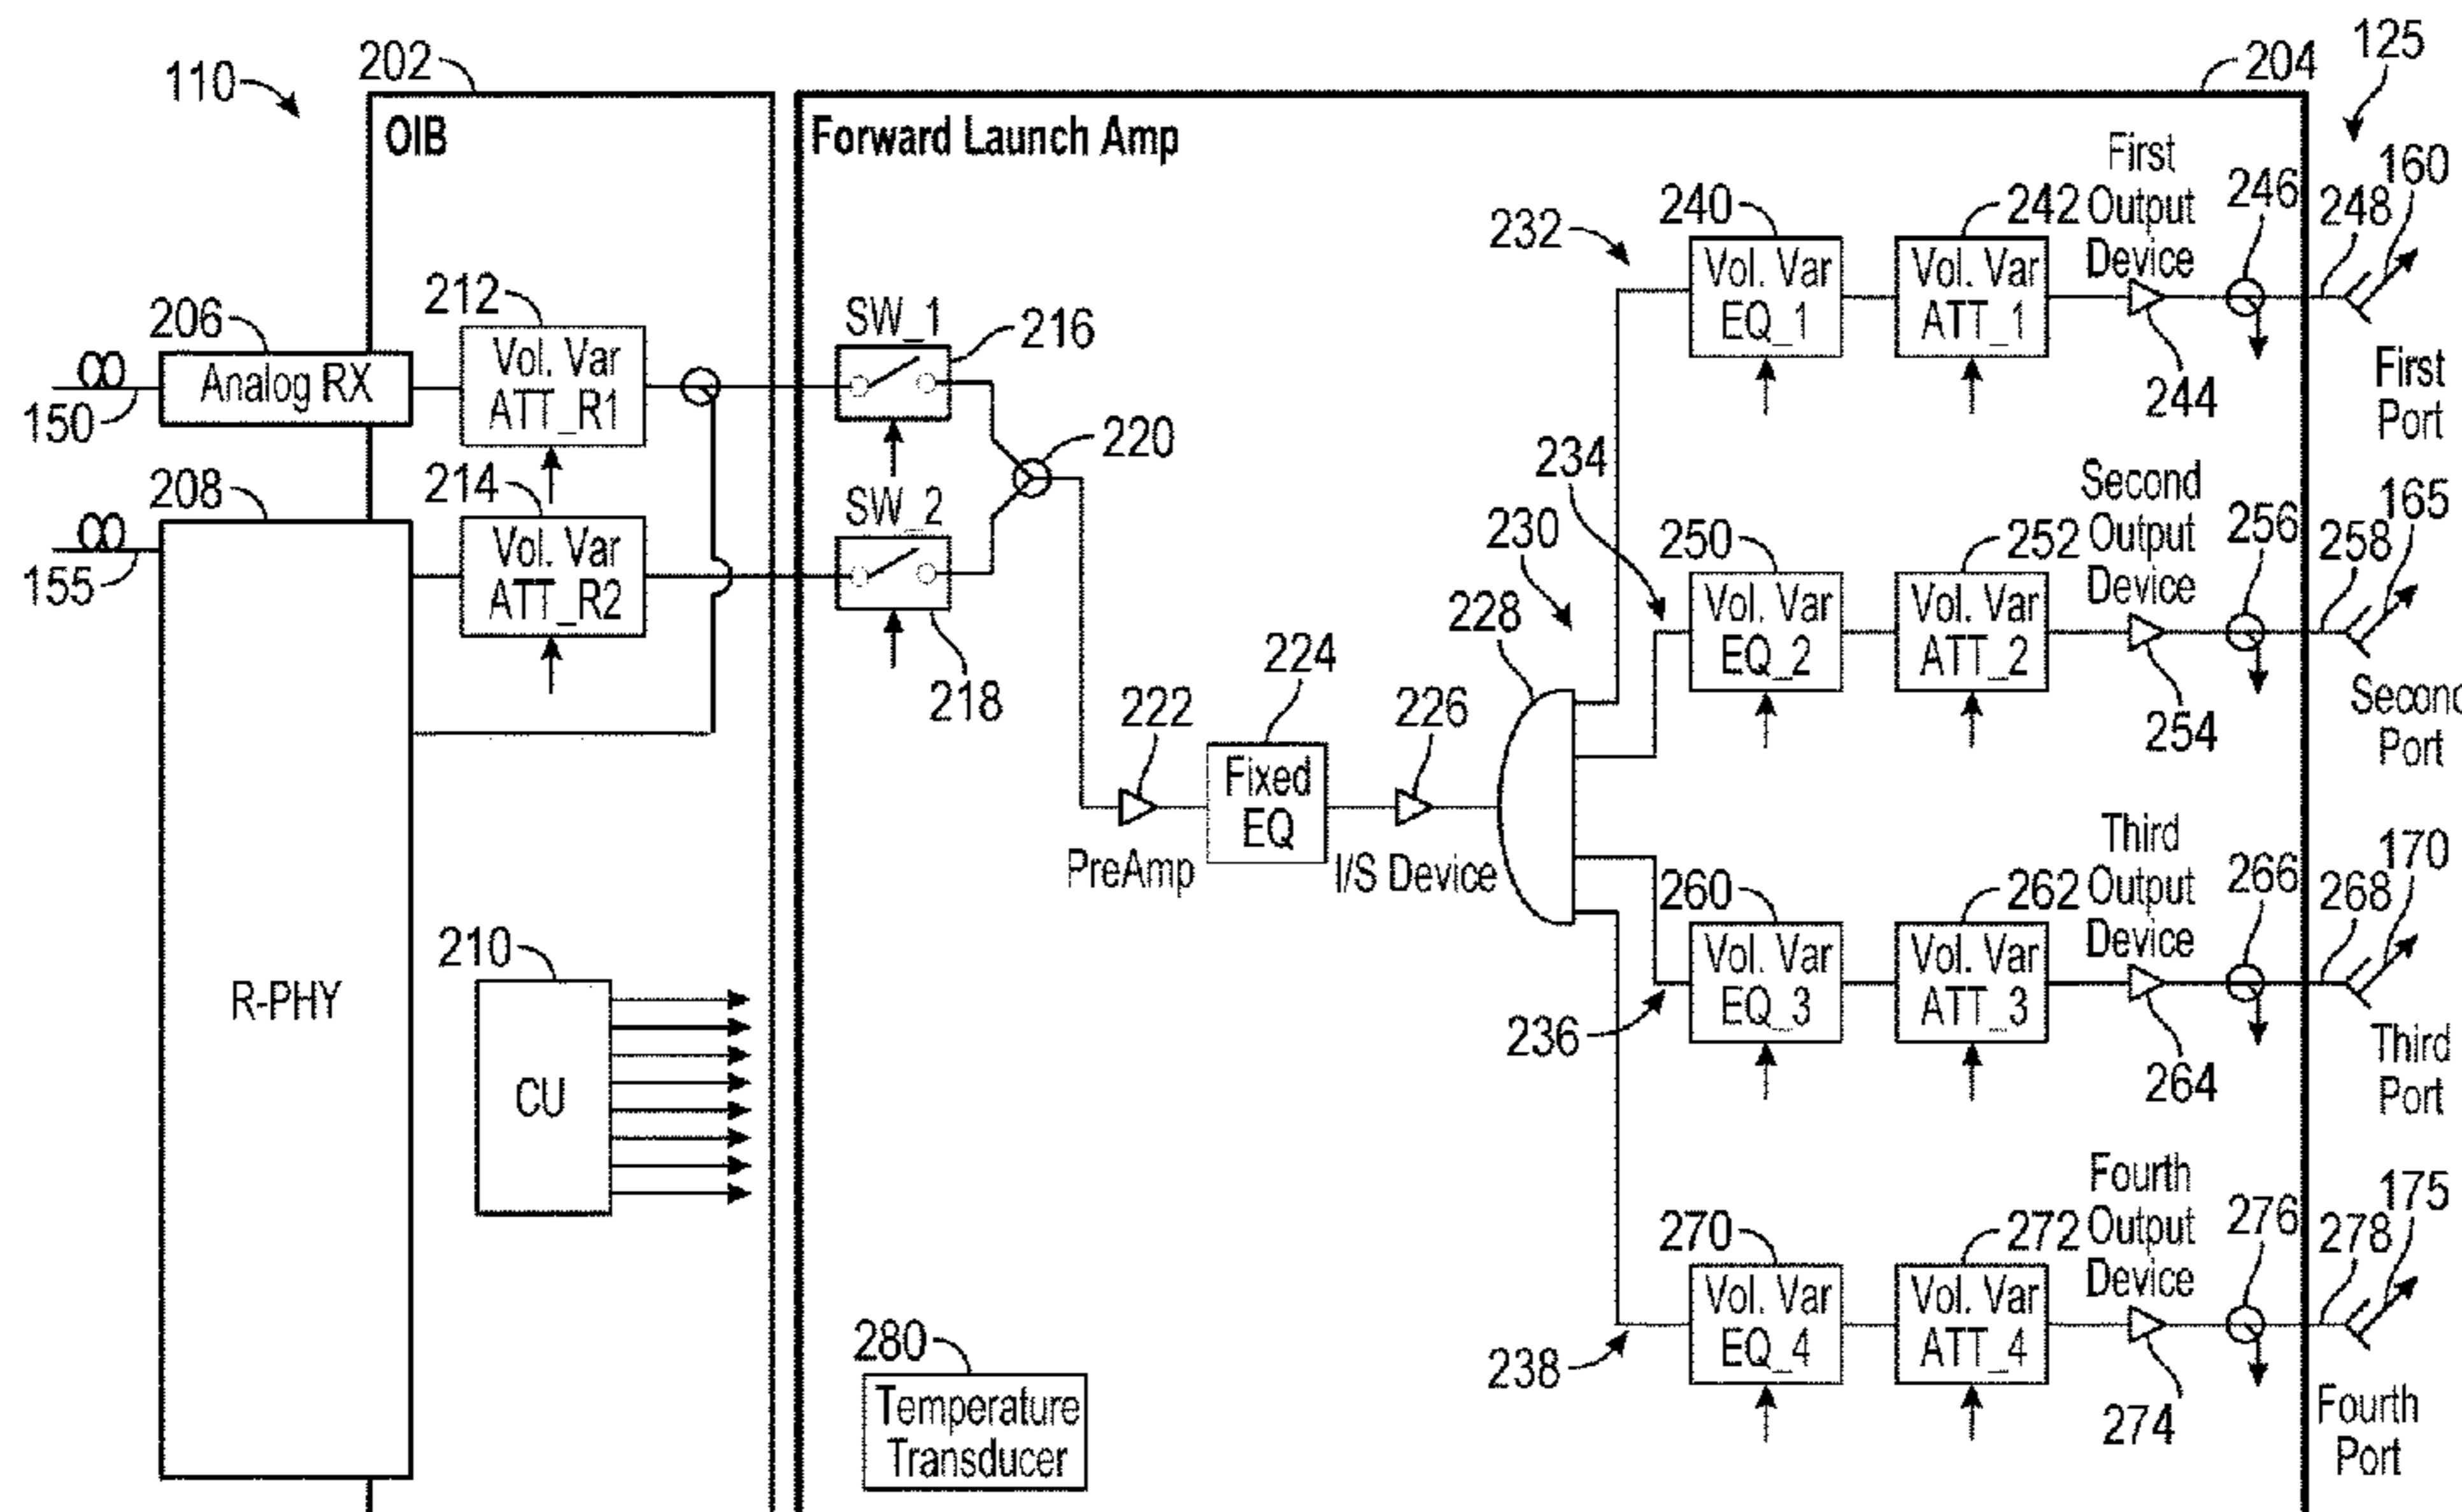 110
202
204
125
OIB
Forward Launch Amp
206
Analog RX
150
212
Vol. Var
ATT_R1
SW_1
216
220
208
155
214
Vol. Var
ATT_R2
SW_2
218
R-PHY
210
CU
222
PreAmp
224
Fixed
EQ
226
I/S Device
228
230
232
240
Vol. Var
EQ_1
242
Vol. Var
ATT_1
First
Output
Device
244
246
248
160
First
Port
234
250
Vol. Var
EQ_2
252
Vol. Var
ATT_2
Second
Output
Device
254
256
258
165
Second
Port
236
260
Vol. Var
EQ_3
262
Vol. Var
ATT_3
Third
Output
Device
264
266
268
170
Third
Port
238
270
Vol. Var
EQ_4
272
Vol. Var
ATT_4
Fourth
Output
Device
274
276
278
175
Fourth
Port
280
Temperature
Transducer